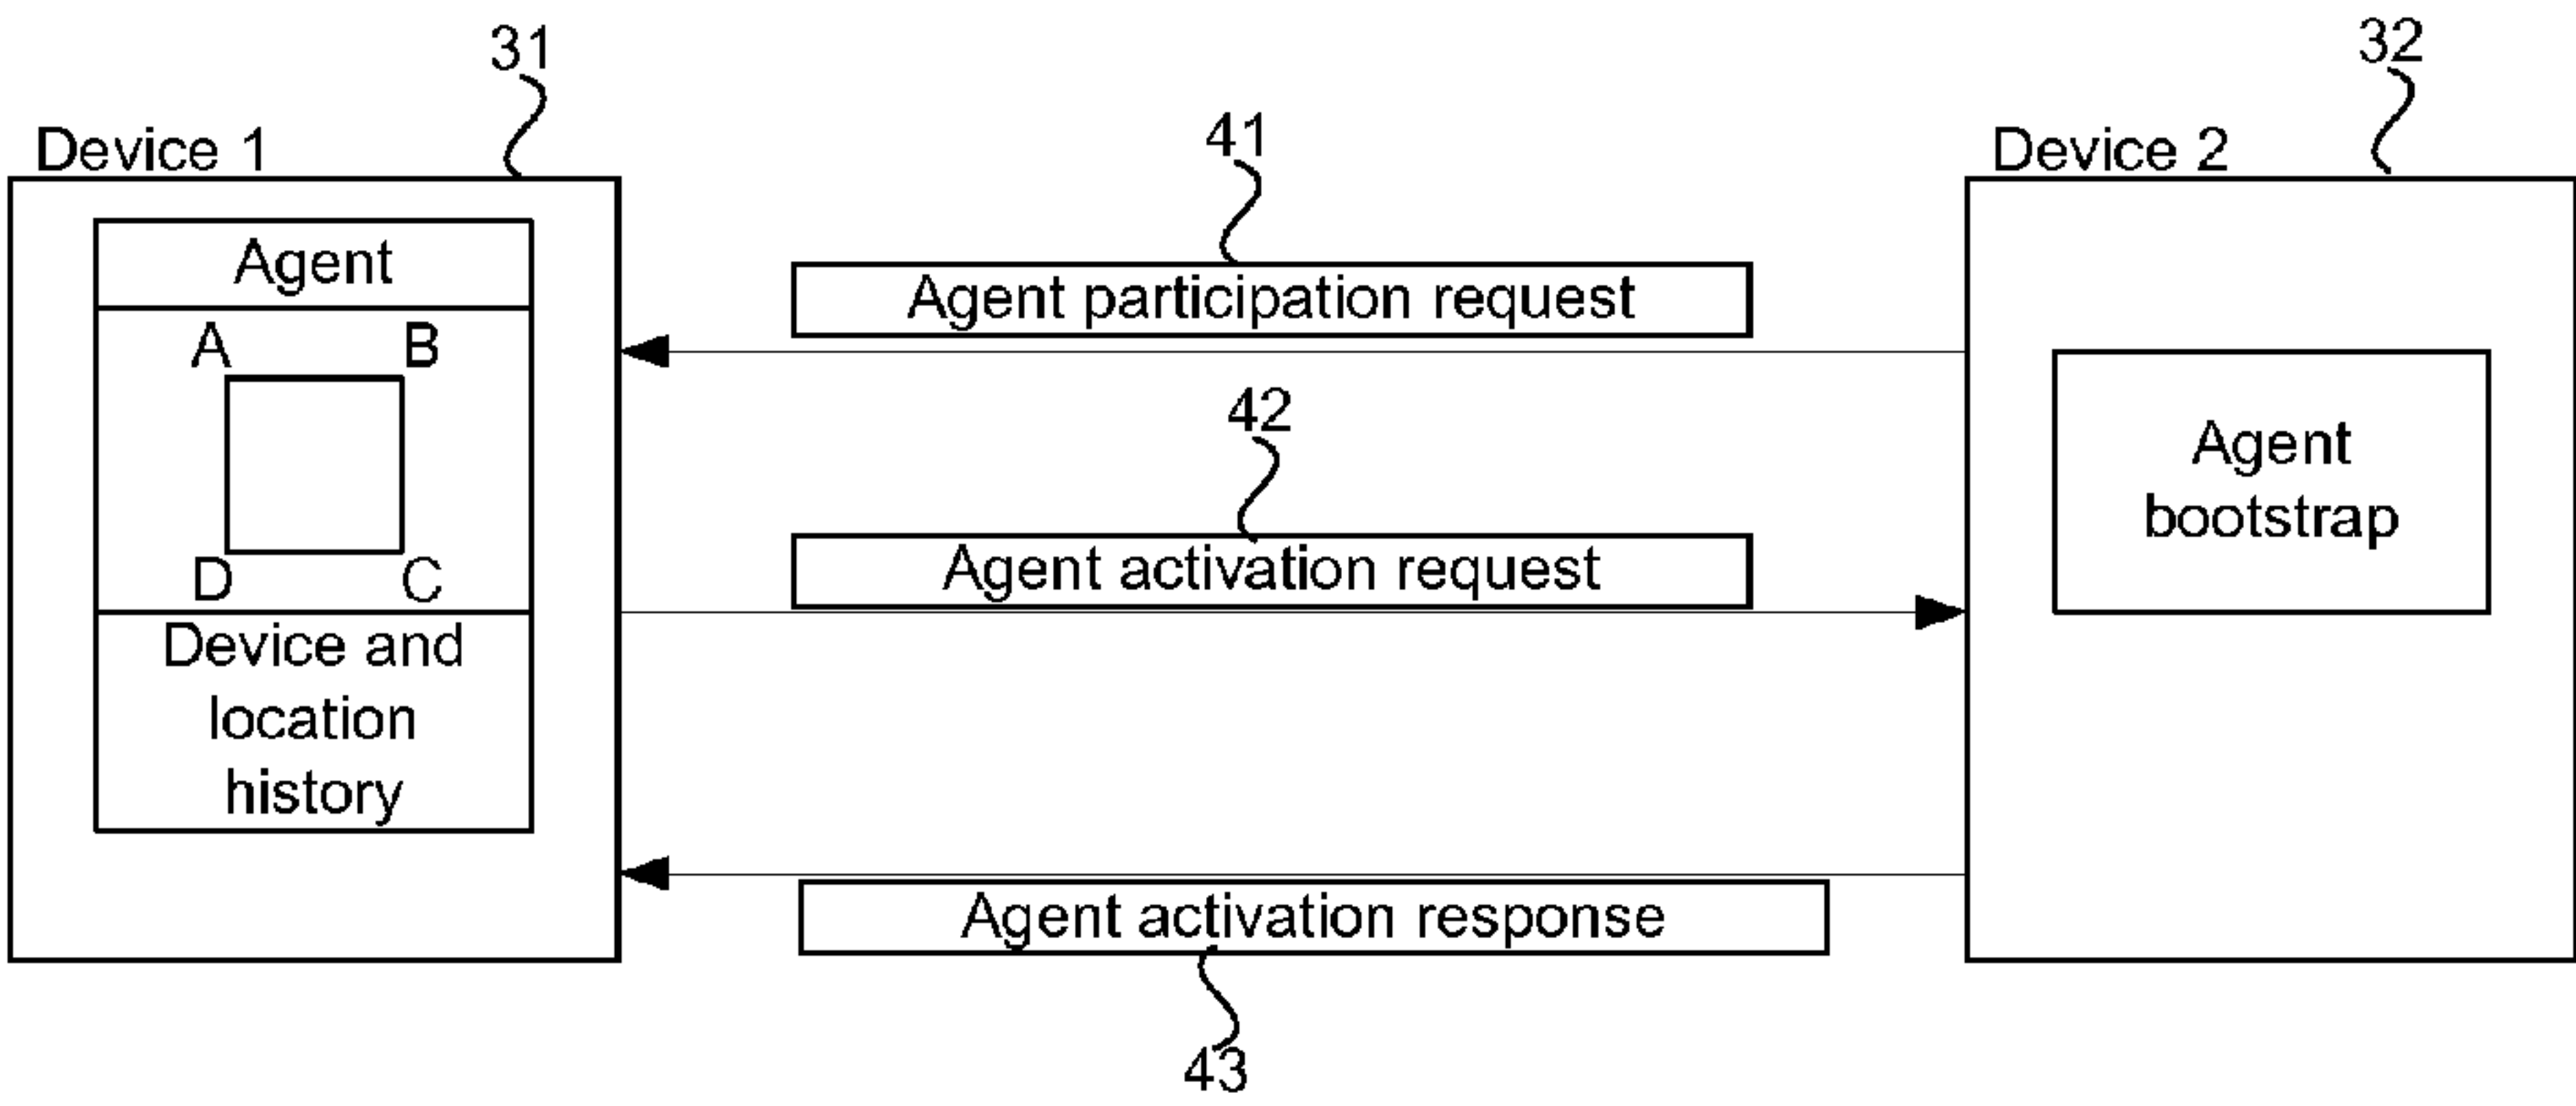 31
32
41
Device 1
Device 2
Agent
Agent participation request
A B
42
Agent
bootstrap
Agent activation request
D C
Device and
location
history
Agent activation response
43